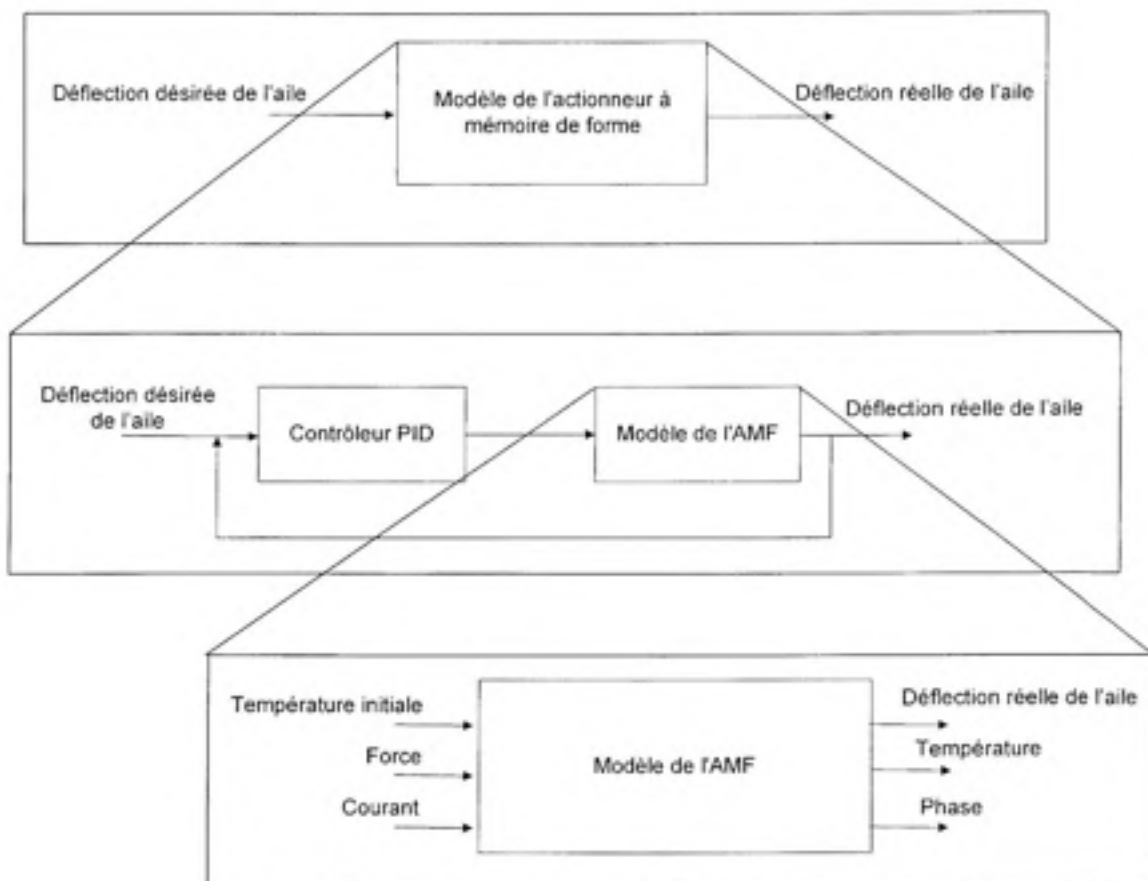 Déflection désirée de l'aile
Modèle de l'actionneur à
mémoire de forme
Déflection réelle de l'aile
Déflection désirée
de l'aile
Contrôleur PID
Modèle de l'AMF
Déflection réelle de l'aile
Température initiale
Force
Courant
Modèle de l'AMF
Déflection réelle de l'aile
Température
Phase